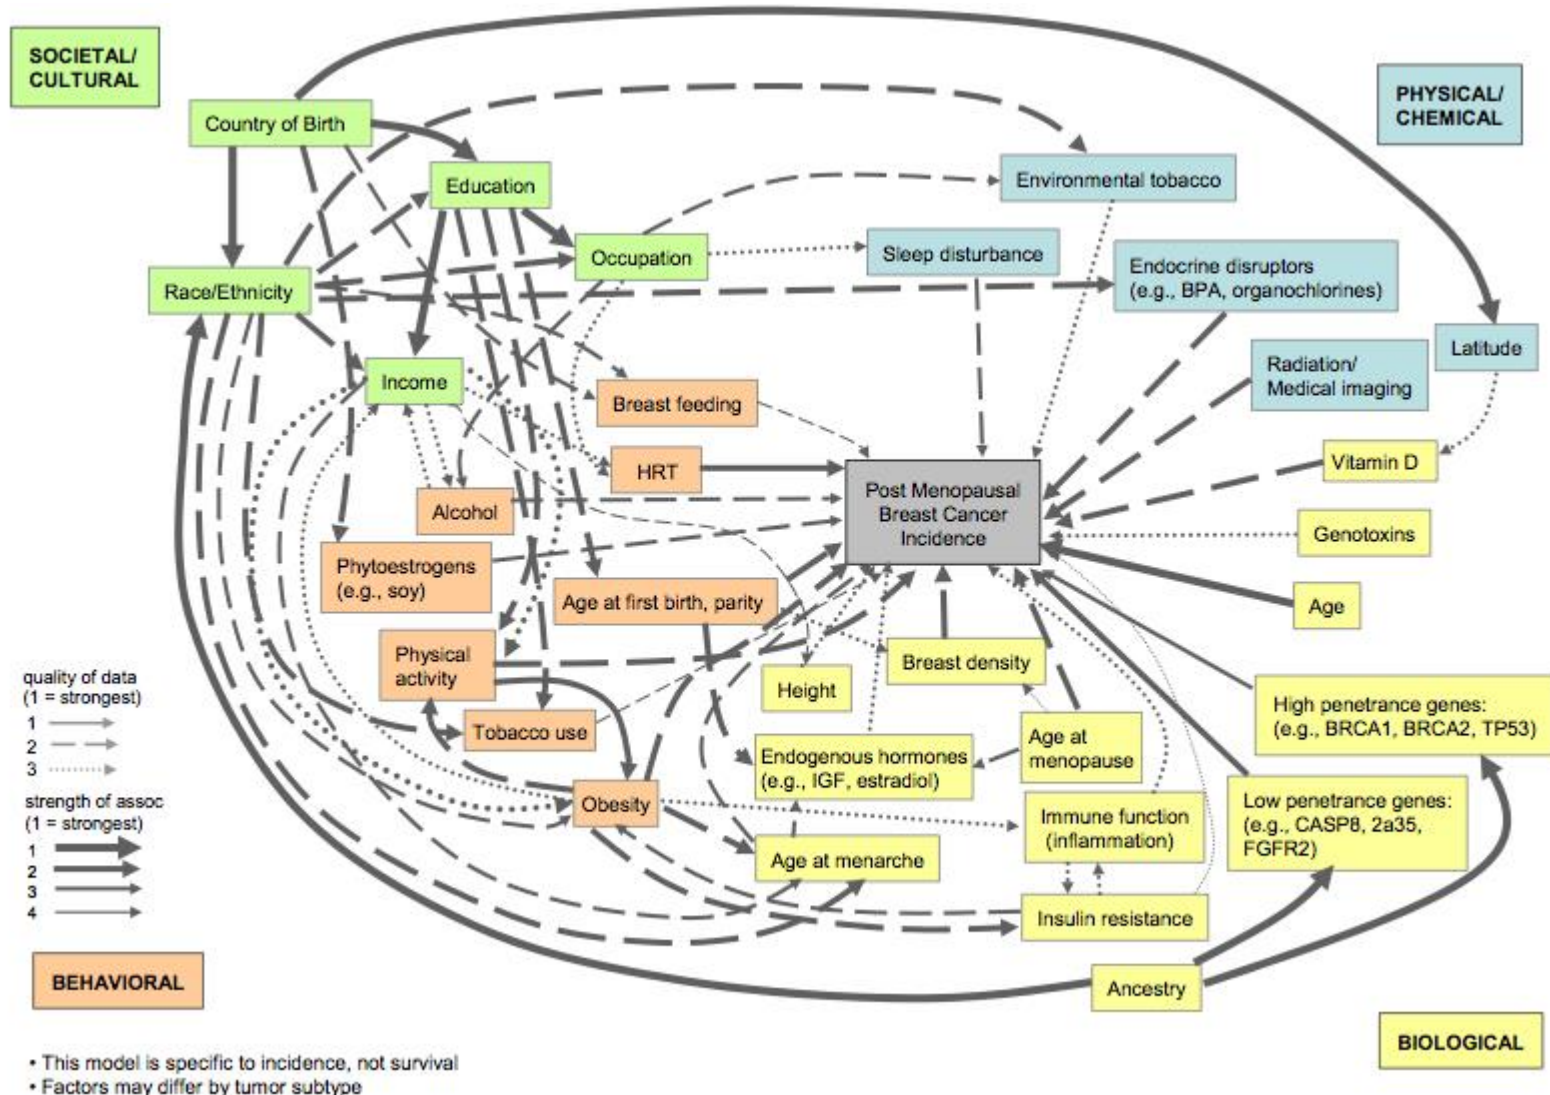 SOCIETAL/
CULTURAL
PHYSICAL/
CHEMICAL
Country of Birth
Education
Environmental tobacco
Occupation
Sleep disturbance
Endocrine disruptors
(e.g., BPA, organochlorines)
Race/Ethnicity
Latitude
Income
Radiation/
Medical imaging
Breast feeding
HRT
Vitamin D
Post Menopausal
Breast Cancer
Incidence
Alcohol
Genotoxins
Phytoestrogens
(e.g., soy)
Age at first birth, parity
Age
Physical
activity
Breast density
Height
quality of data
(1 = strongest)
1
2
3
High penetrance genes:
(e.g., BRCA1, BRCA2, TP53)
Tobacco use
Endogenous hormones
(e.g., IGF, estradiol)
Age at
menopause
Obesity
strength of assoc
(1 = strongest)
1
2
3
4
Immune function
(inflammation)
Low penetrance genes:
(e.g., CASP8, 2a35,
FGFR2)
Age at menarche
Insulin resistance
BEHAVIORAL
Ancestry
BIOLOGICAL
• This model is specific to incidence, not survival
• Factors may differ by tumor subtype